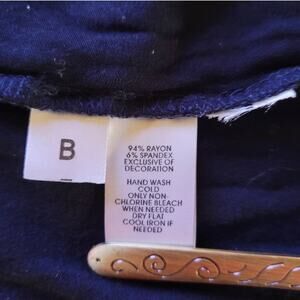 B
94% RAYON
6% SPANDEX
EXCLUSIVE OF
DECORATION
HAND WASH
COLD
ONLY NON-
CHLORINE BLEACH
WHEN NEEDED
DRY FLAT
COOL IRON IF
NEEDED